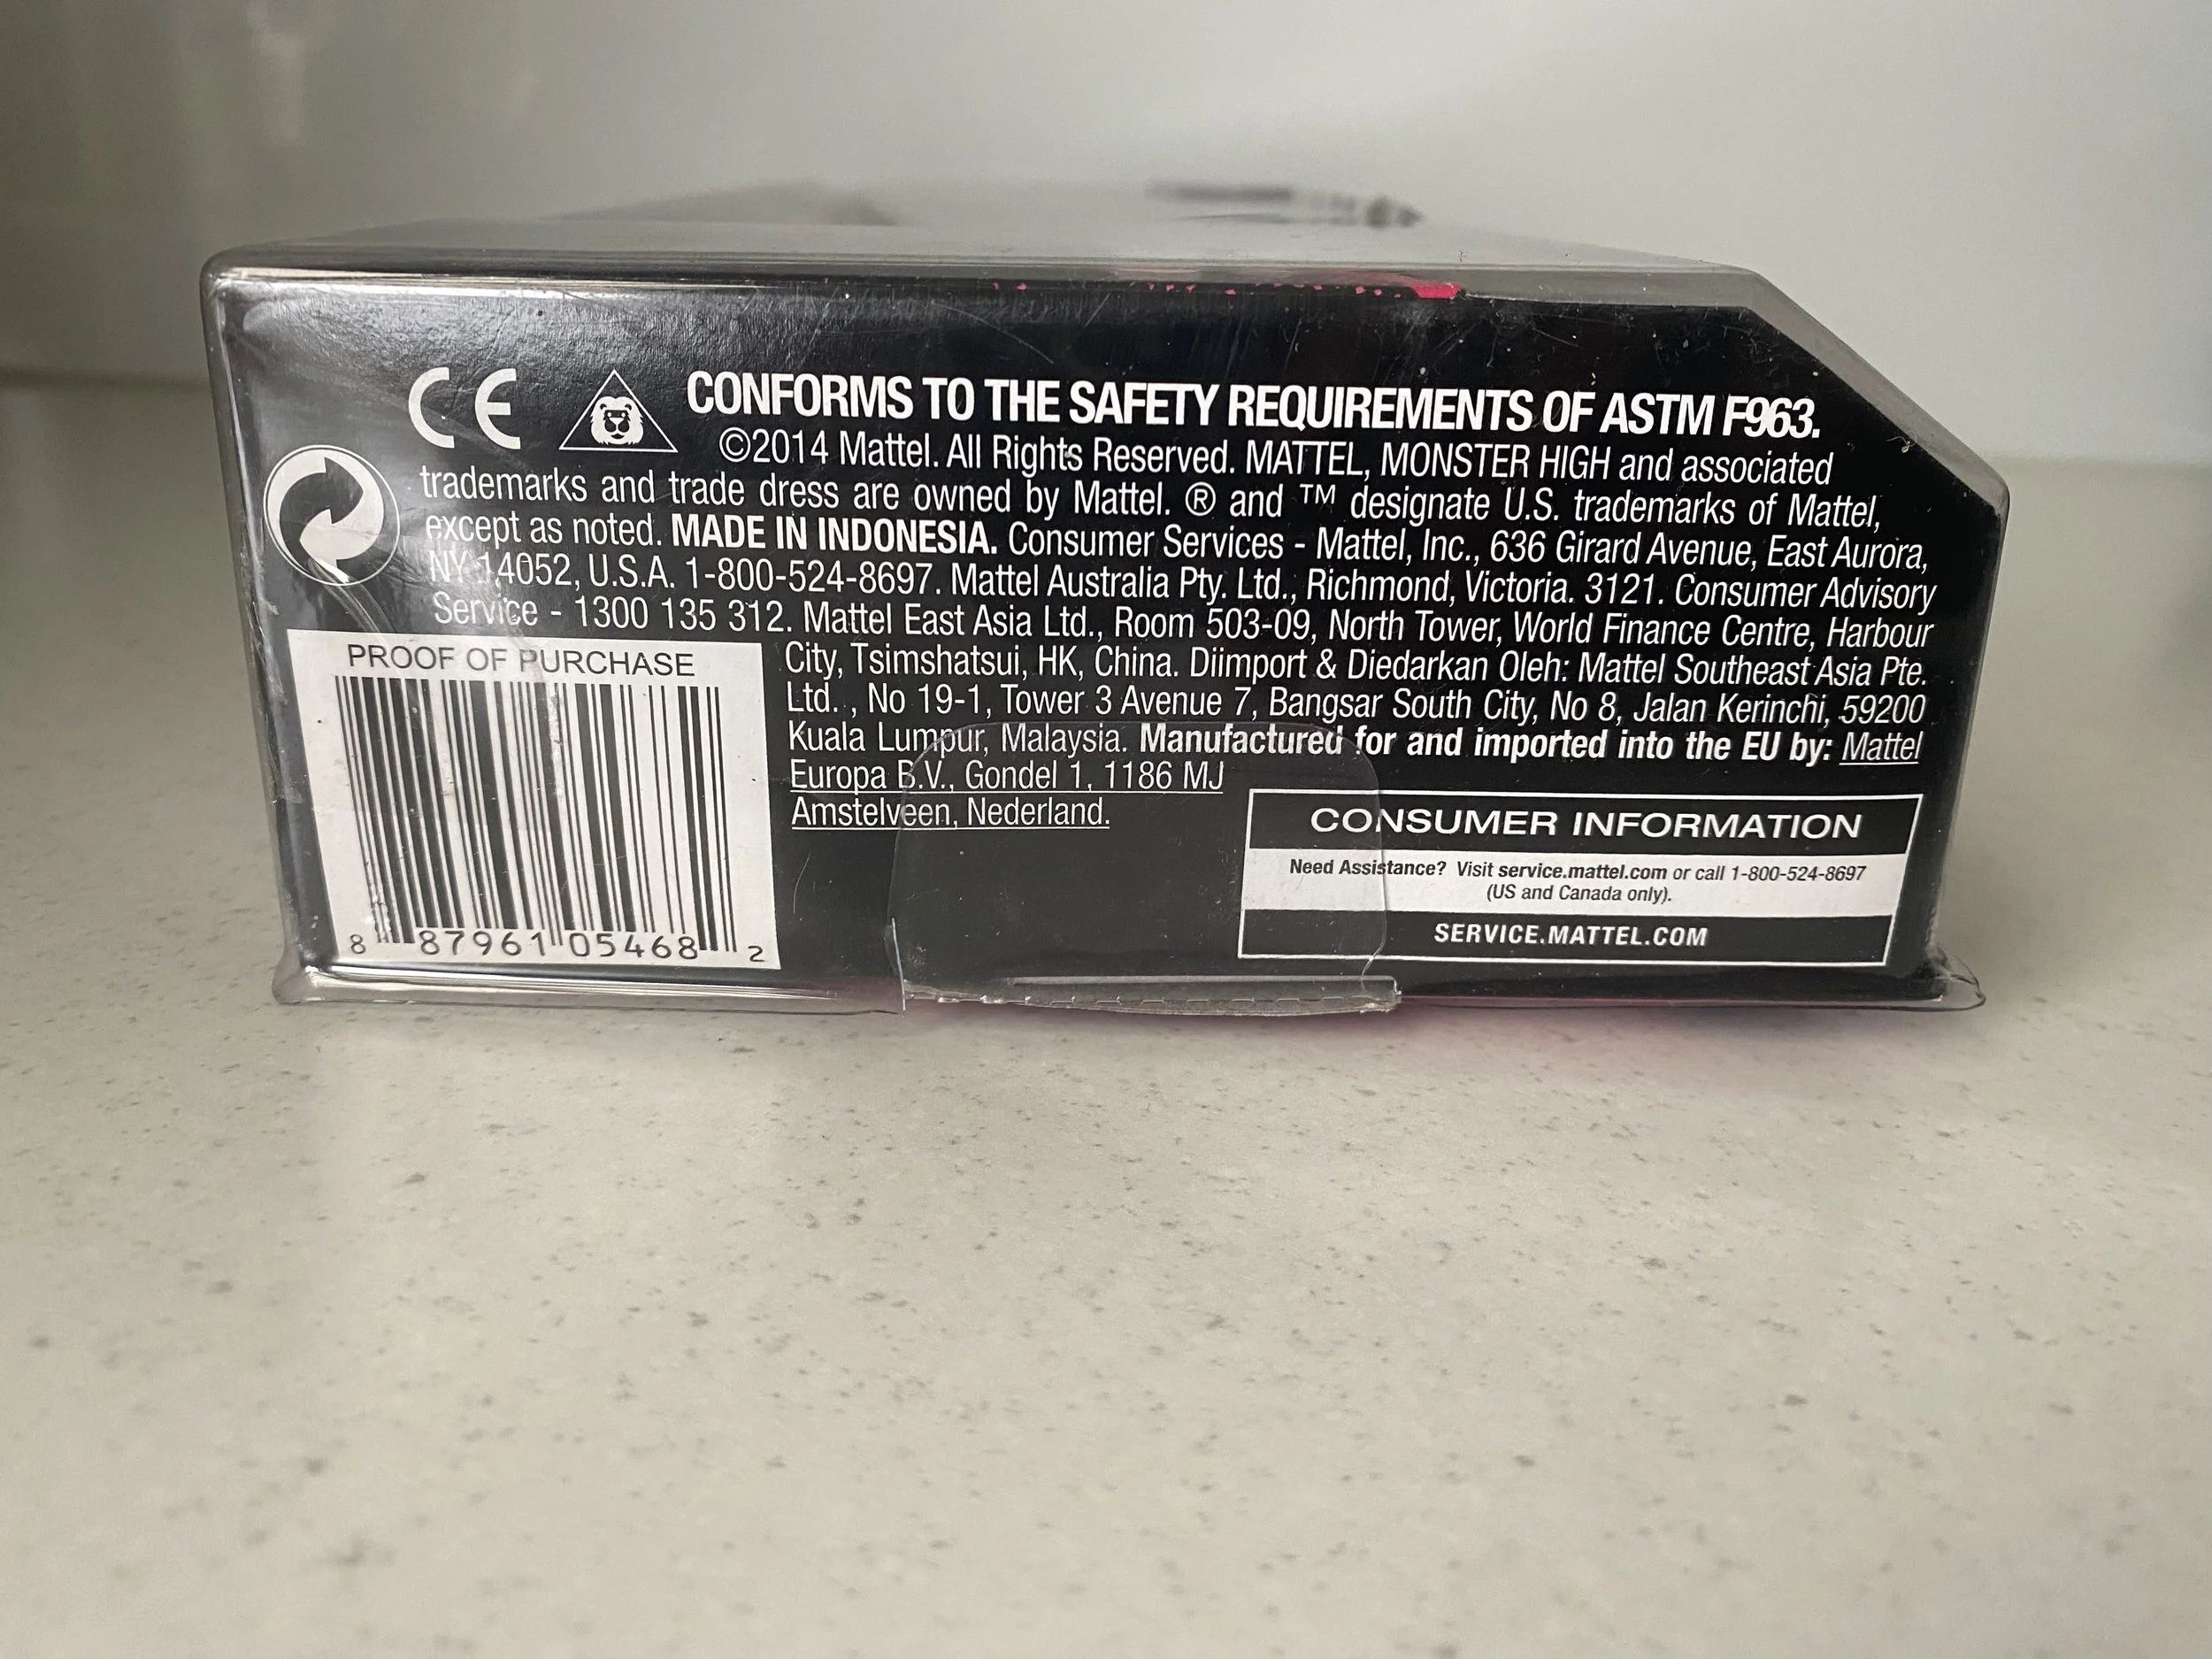 CE
CONFORMS TO THE SAFETY REQUIREMENTS OF ASTM F963.
©2014 Mattel. All Rights Reserved. MATTEL, MONSTER HIGH and associated
trademarks and trade dress are owned by Mattel. ® and ™ designate U.S. trademarks of Mattel,
except as noted. MADE IN INDONESIA. Consumer Services - Mattel, Inc., 636 Girard Avenue, East Aurora,
NY 14052, U.S.A. 1-800-524-8697. Mattel Australia Pty. Ltd., Richmond, Victoria. 3121. Consumer Advisory
Service - 1300 135 312. Mattel East Asia Ltd., Room 503-09, North Tower, World Finance Centre, Harbour
City, Tsimshatsui, HK, China. Diimport & Diedarkan Oleh: Mattel Southeast Asia Pte.
Ltd. , No 19-1, Tower 3 Avenue 7, Bangsar South City, No 8, Jalan Kerinchi, 59200
Kuala Lumpur, Malaysia. Manufactured for and imported into the EU by: Mattel
Europa B.V., Gondel 1, 1186 MJ
Amstelveen, Nederland.
PROOF OF PURCHASE
8 87961 05468 2
CONSUMER INFORMATION
Need Assistance? Visit service.mattel.com or call 1-800-524-8697
(US and Canada only).
SERVICE.MATTEL.COM